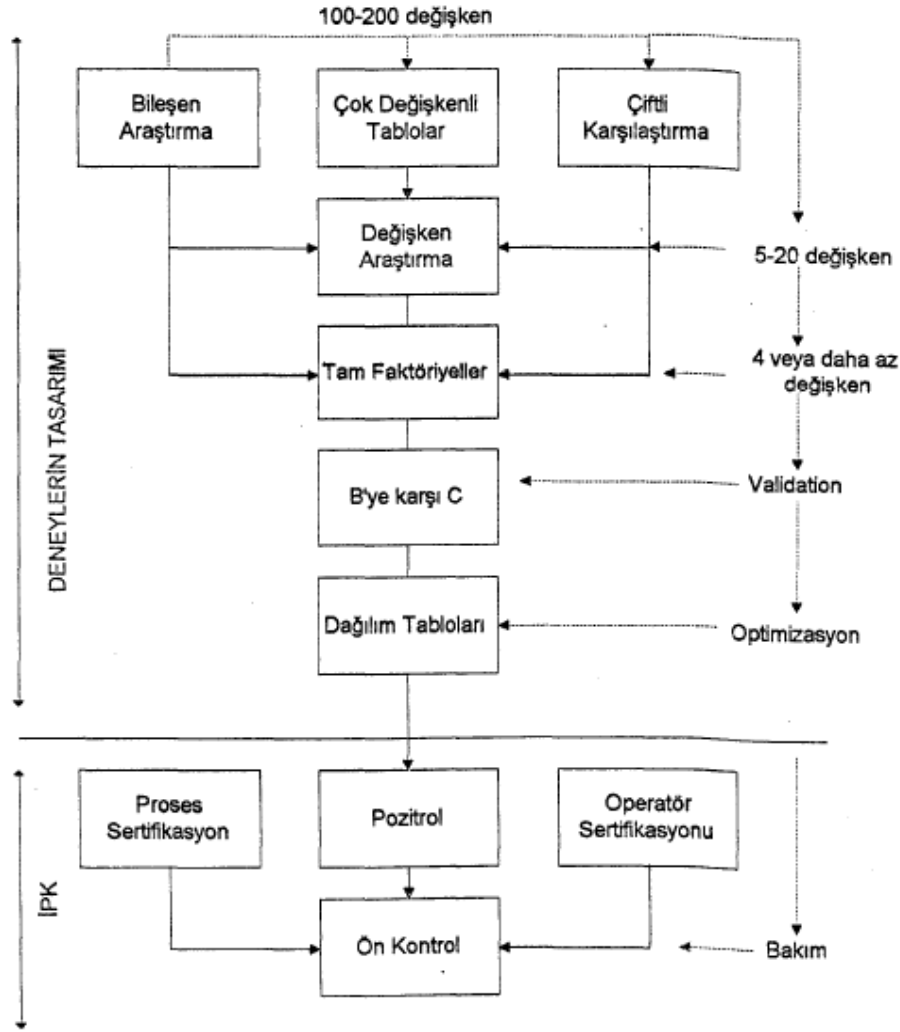 100-200 değişken
Bileşen
Araştırma
Çok Değişkenli
Tablolar
Çiftli
Karşılaştırma
Değişken
Araştırma
5-20 değişken
Tam Faktöriyeller
4 veya daha az
değişken
DENEYLERİN TASARIMI
B'ye karşı C
Validation
Dağılım Tabloları
Optimizasyon
Proses
Sertifikasyon
Pozitrol
Operatör
Sertifikasyonu
İPK
Ön Kontrol
Bakım